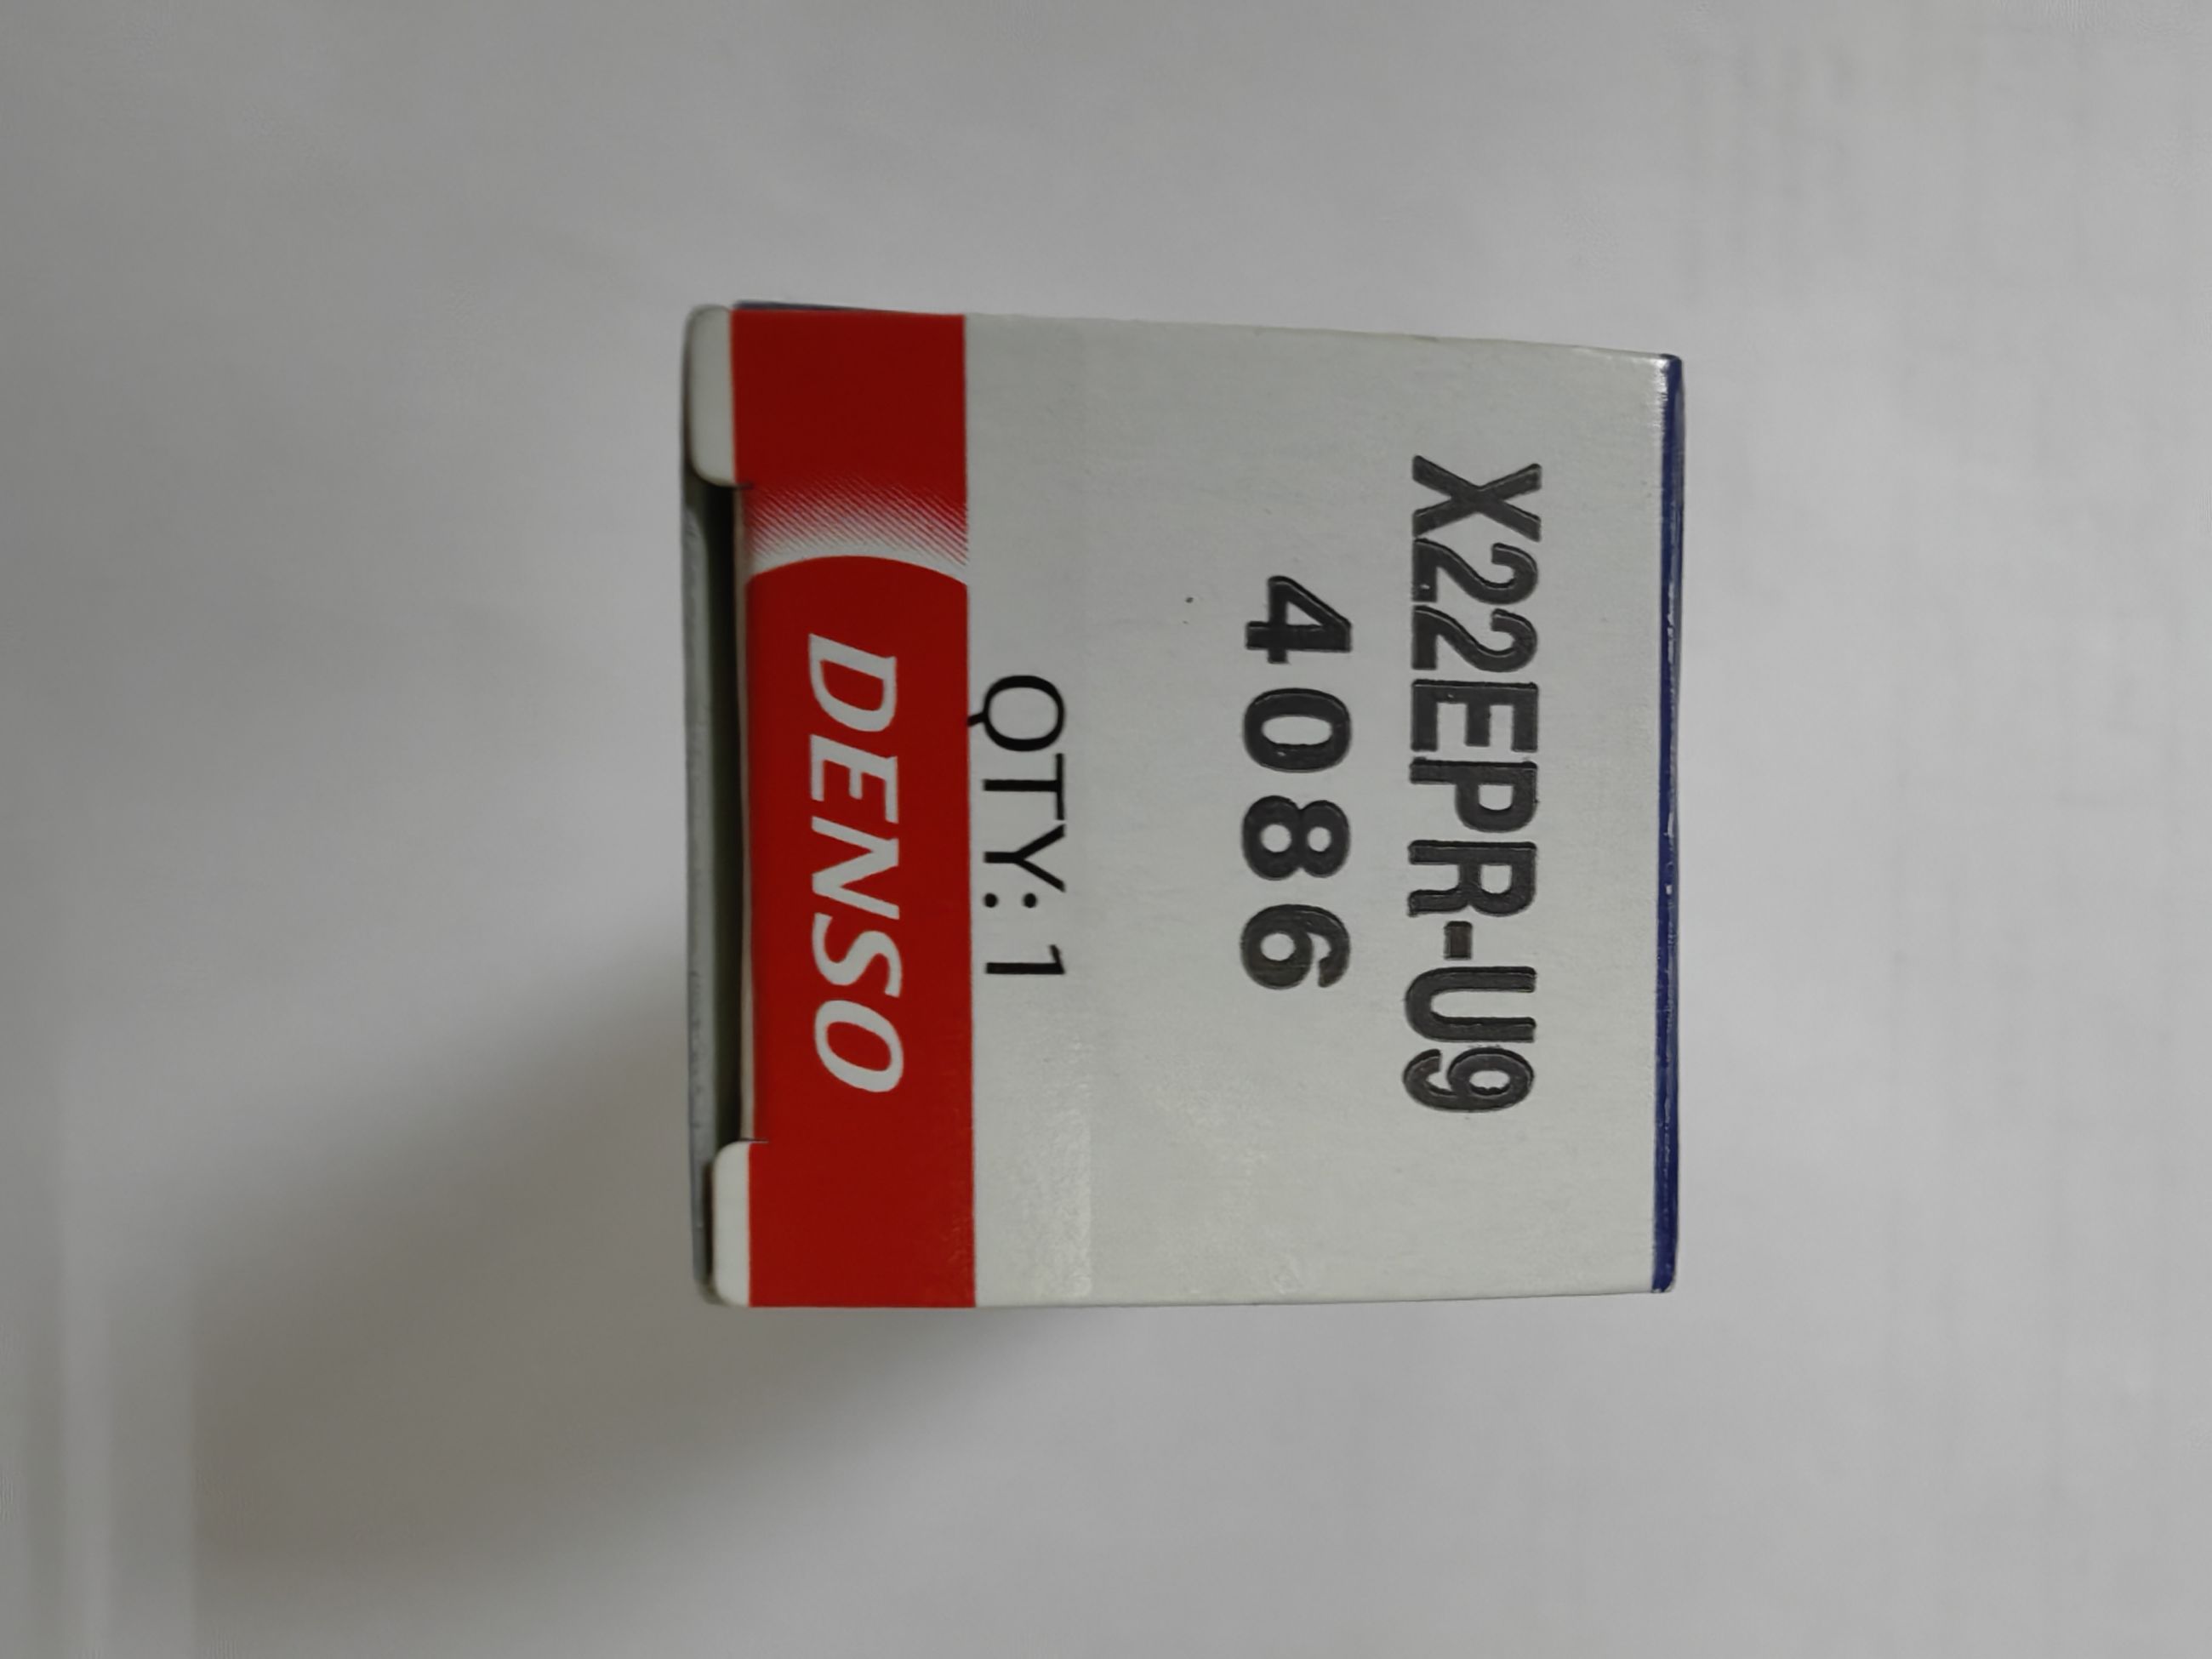 X22EPR-U9
4086
QTY: 1
DENSO